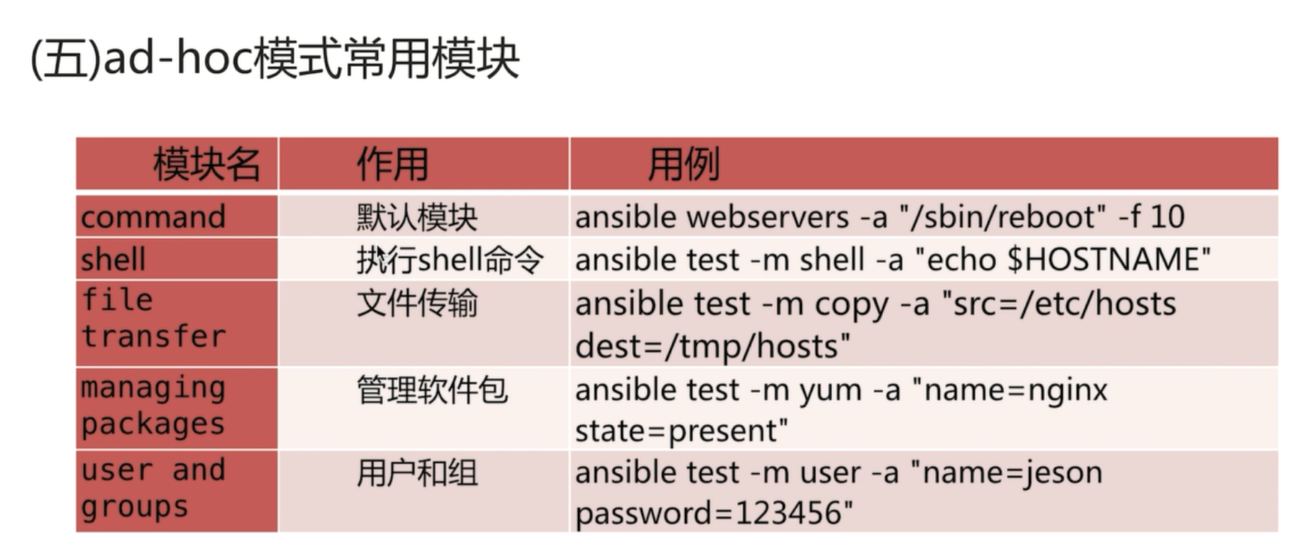 (五)ad-hoc模式常用模块
模块名 作用 用例
command 默认模块 ansible webservers -a "/sbin/reboot" -f 10
shell 执行shell命令 ansible test -m shell -a "echo $HOSTNAME"
file 文件传输 ansible test -m copy -a "src=/etc/hosts
transfer dest=/tmp/hosts"
managing 管理软件包 ansible test -m yum -a "name=nginx
packages state=present"
user and 用户和组 ansible test -m user -a "name=jeson
groups password=123456"